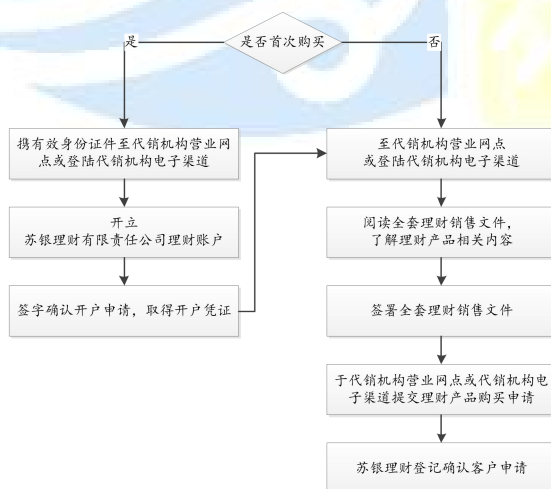 是否首次购买
是
否
携有效身份证件至代销机构营业网
点或登陆代销机构电子渠道
开立
苏银理财有限责任公司理财账户
签字确认开户申请，取得开户凭证
至代销机构营业网点
或登陆代销机构电子渠道
阅读全套理财销售文件，
了解理财产品相关内容
签署全套理财销售文件
于代销机构营业网点或代销机构电
子渠道提交理财产品购买申请
苏银理财登记确认客户申请